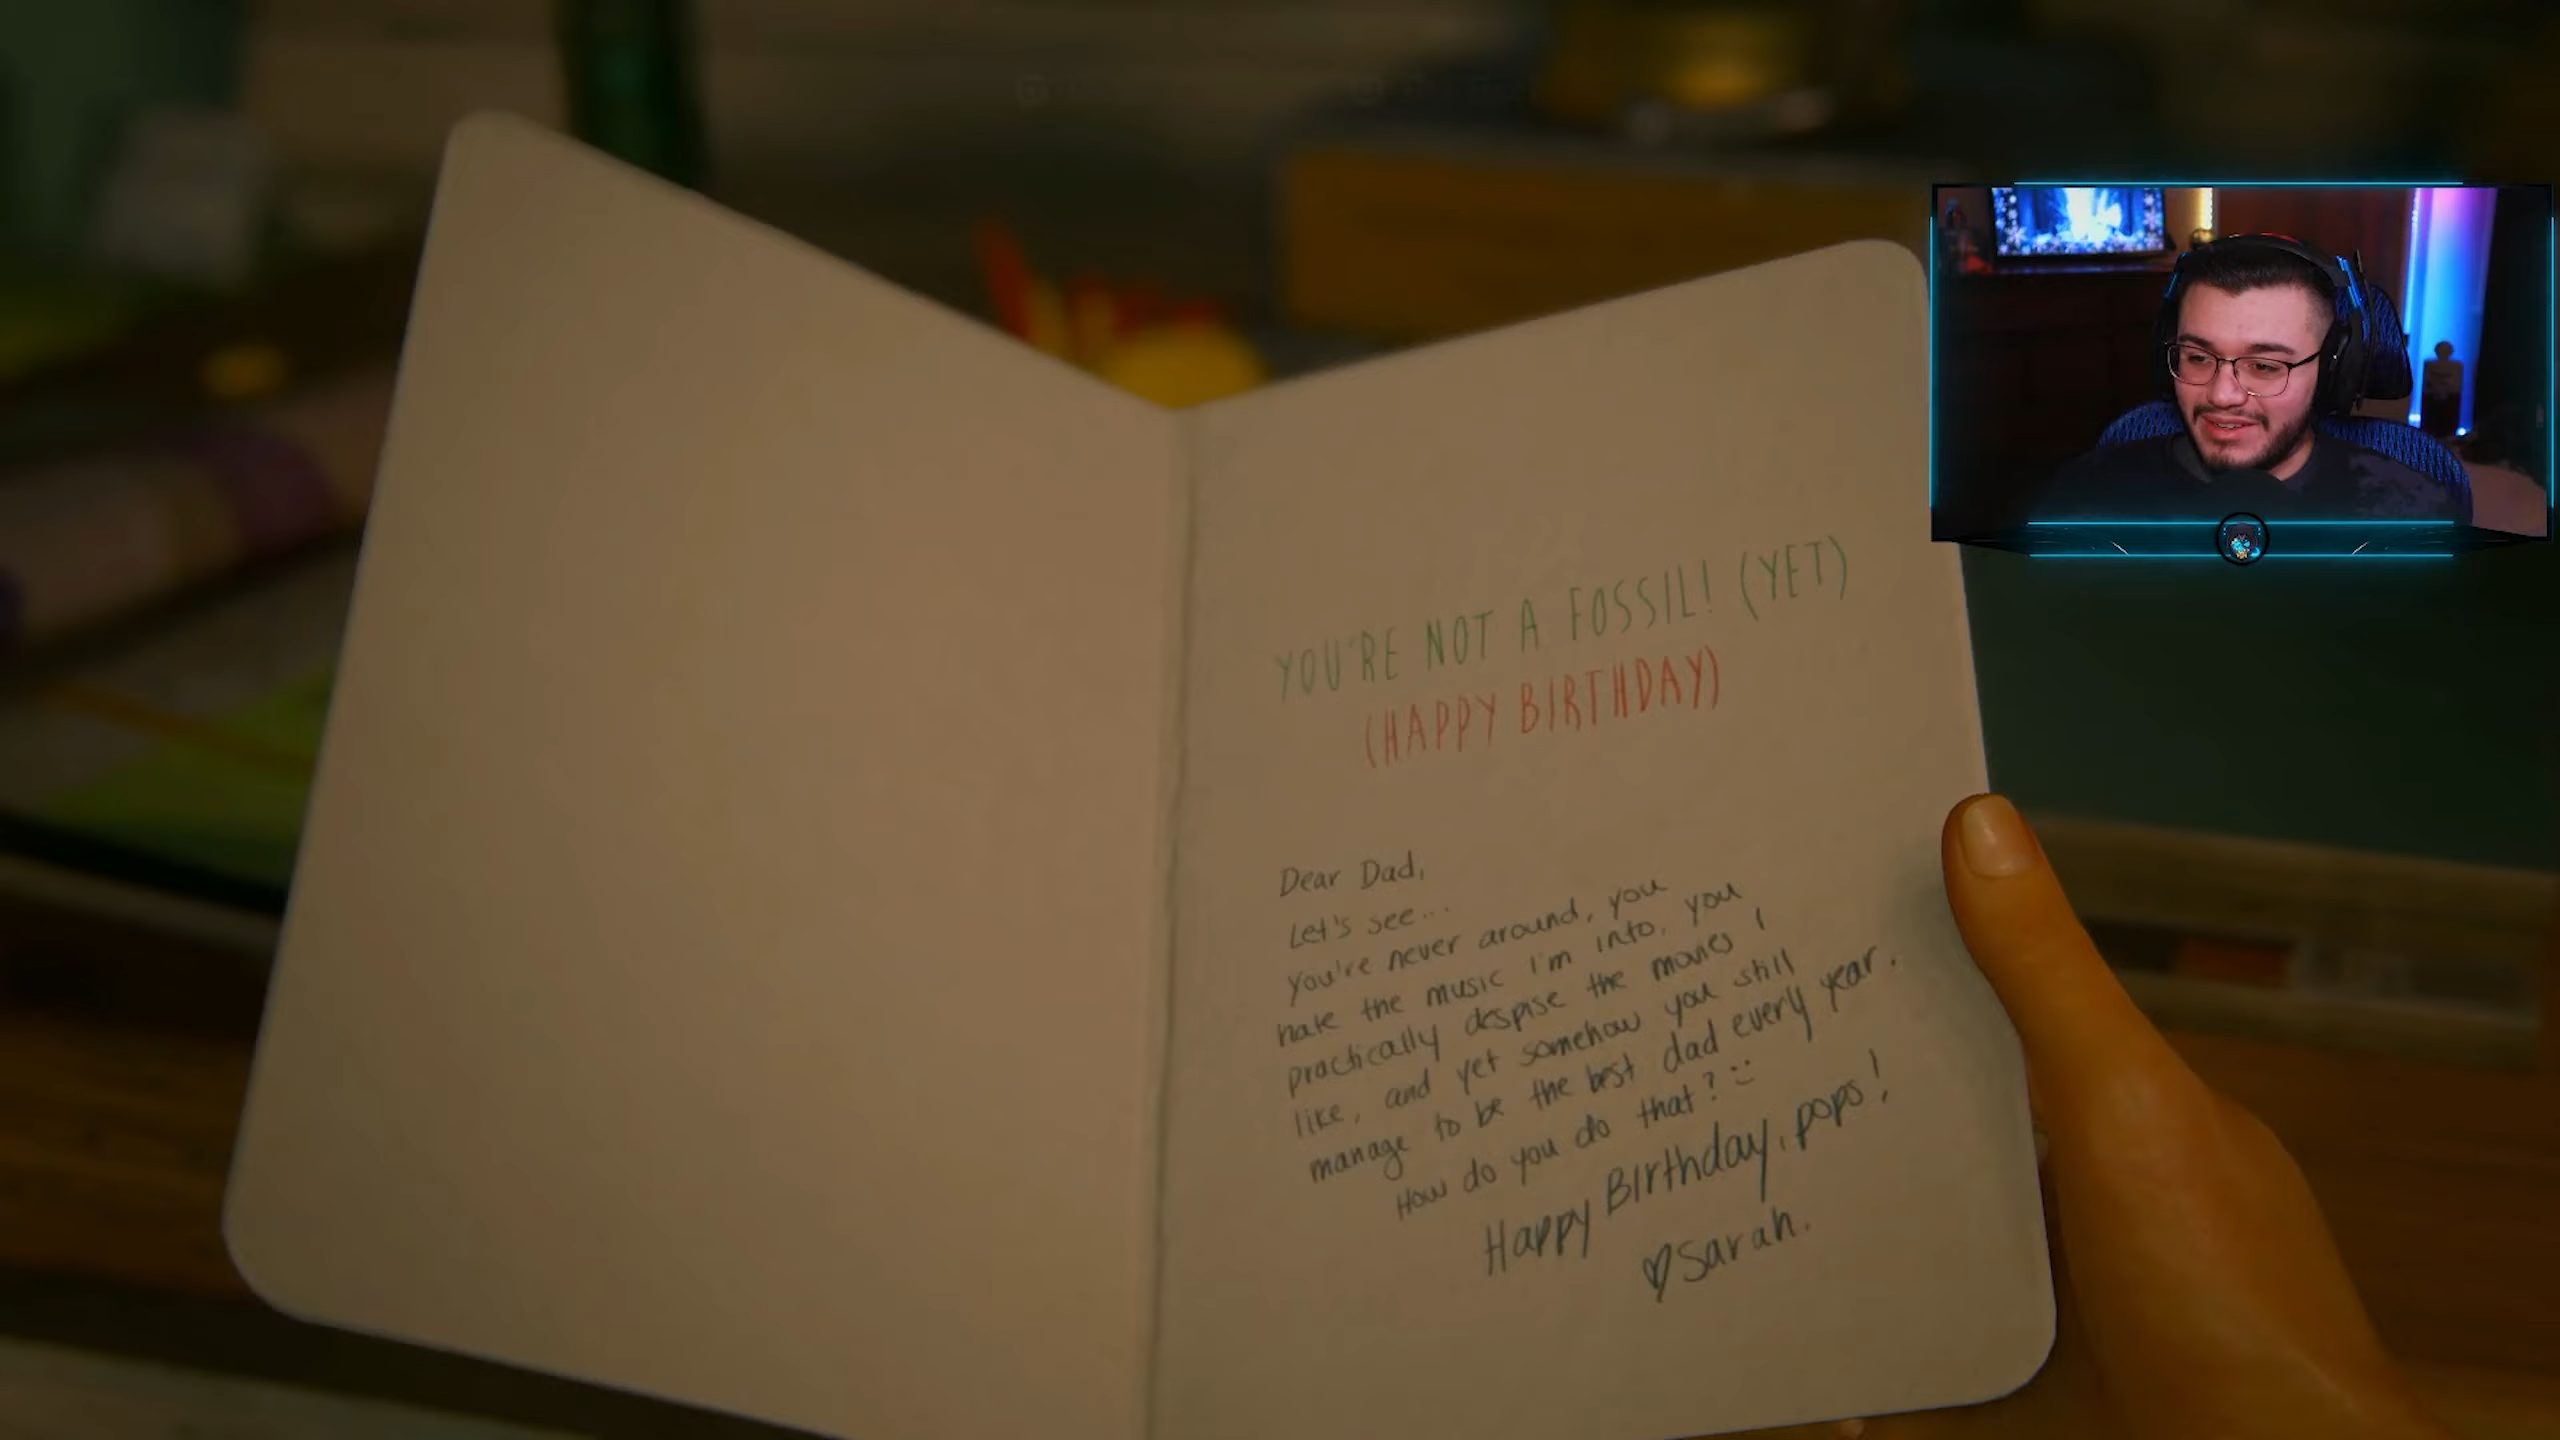 YOU'RE NOT A FOSSIL! (YET)
(HAPPY BIRTHDAY)
Dear Dad,
Let's see...
You're never around, you
hate the music I'm into, you
practically despise the movies I
like, and yet somehow you still
manage to be the best dad every year.
How do you do that? :)
Happy Birthday, pops!
♡Sarah.